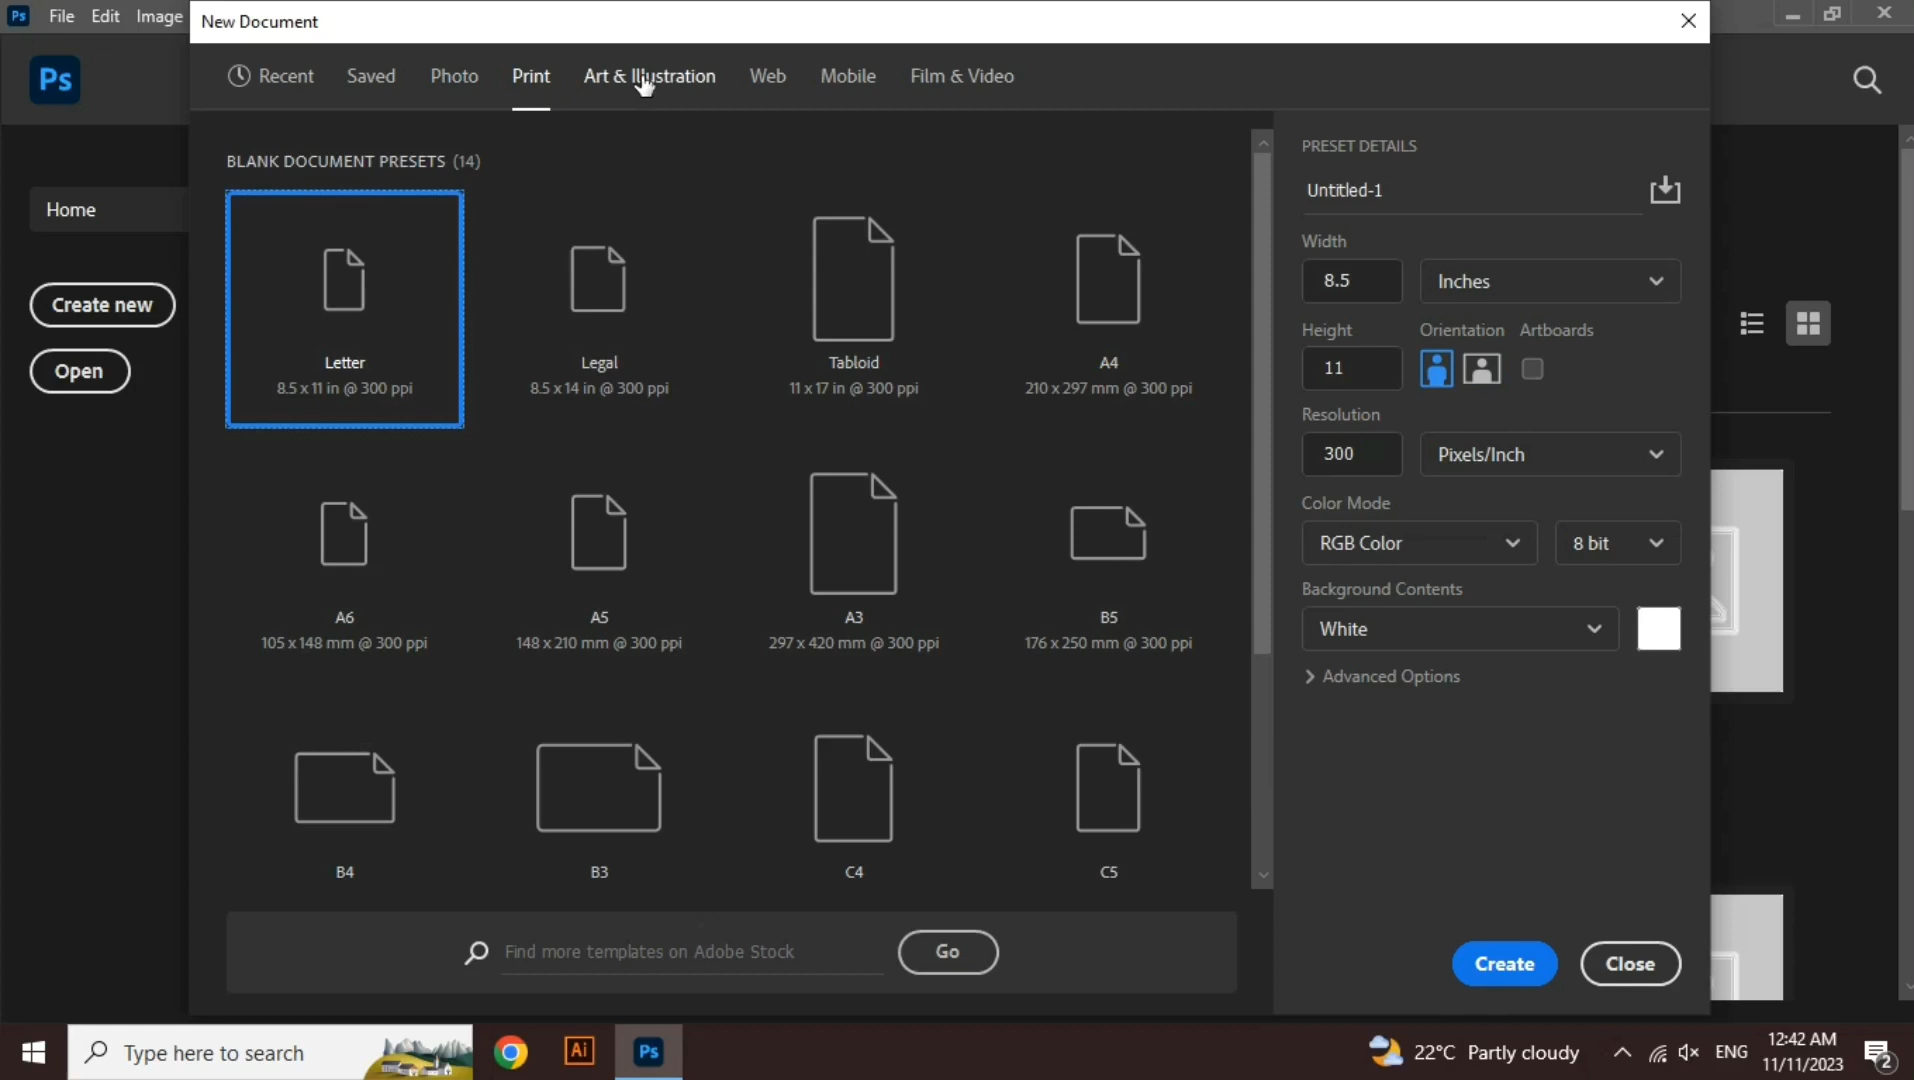 Ps File Edit Image
New Document
Ps
Recent Saved Photo Print Art & Illustration Web Mobile Film & Video
Home
Create new
Open
BLANK DOCUMENT PRESETS (14)
Letter
8.5 x 11 in @ 300 ppi
Legal
8.5 x 14 in @ 300 ppi
Tabloid
11 x 17 in @ 300 ppi
A4
210 x 297 mm @ 300 ppi
A6
105 x 148 mm @ 300 ppi
A5
148 x 210 mm @ 300 ppi
A3
297 x 420 mm @ 300 ppi
B5
176 x 250 mm @ 300 ppi
B4
B3
C4
C5
Find more templates on Adobe Stock
Go
PRESET DETAILS
Untitled-1
Width
8.5 Inches
Height Orientation Artboards
11
Resolution
300 Pixels/Inch
Color Mode
RGB Color 8 bit
Background Contents
White
Advanced Options
Create Close
Type here to search
Ai
Ps
22°C Partly cloudy
ENG
12:42 AM
11/11/2023
2